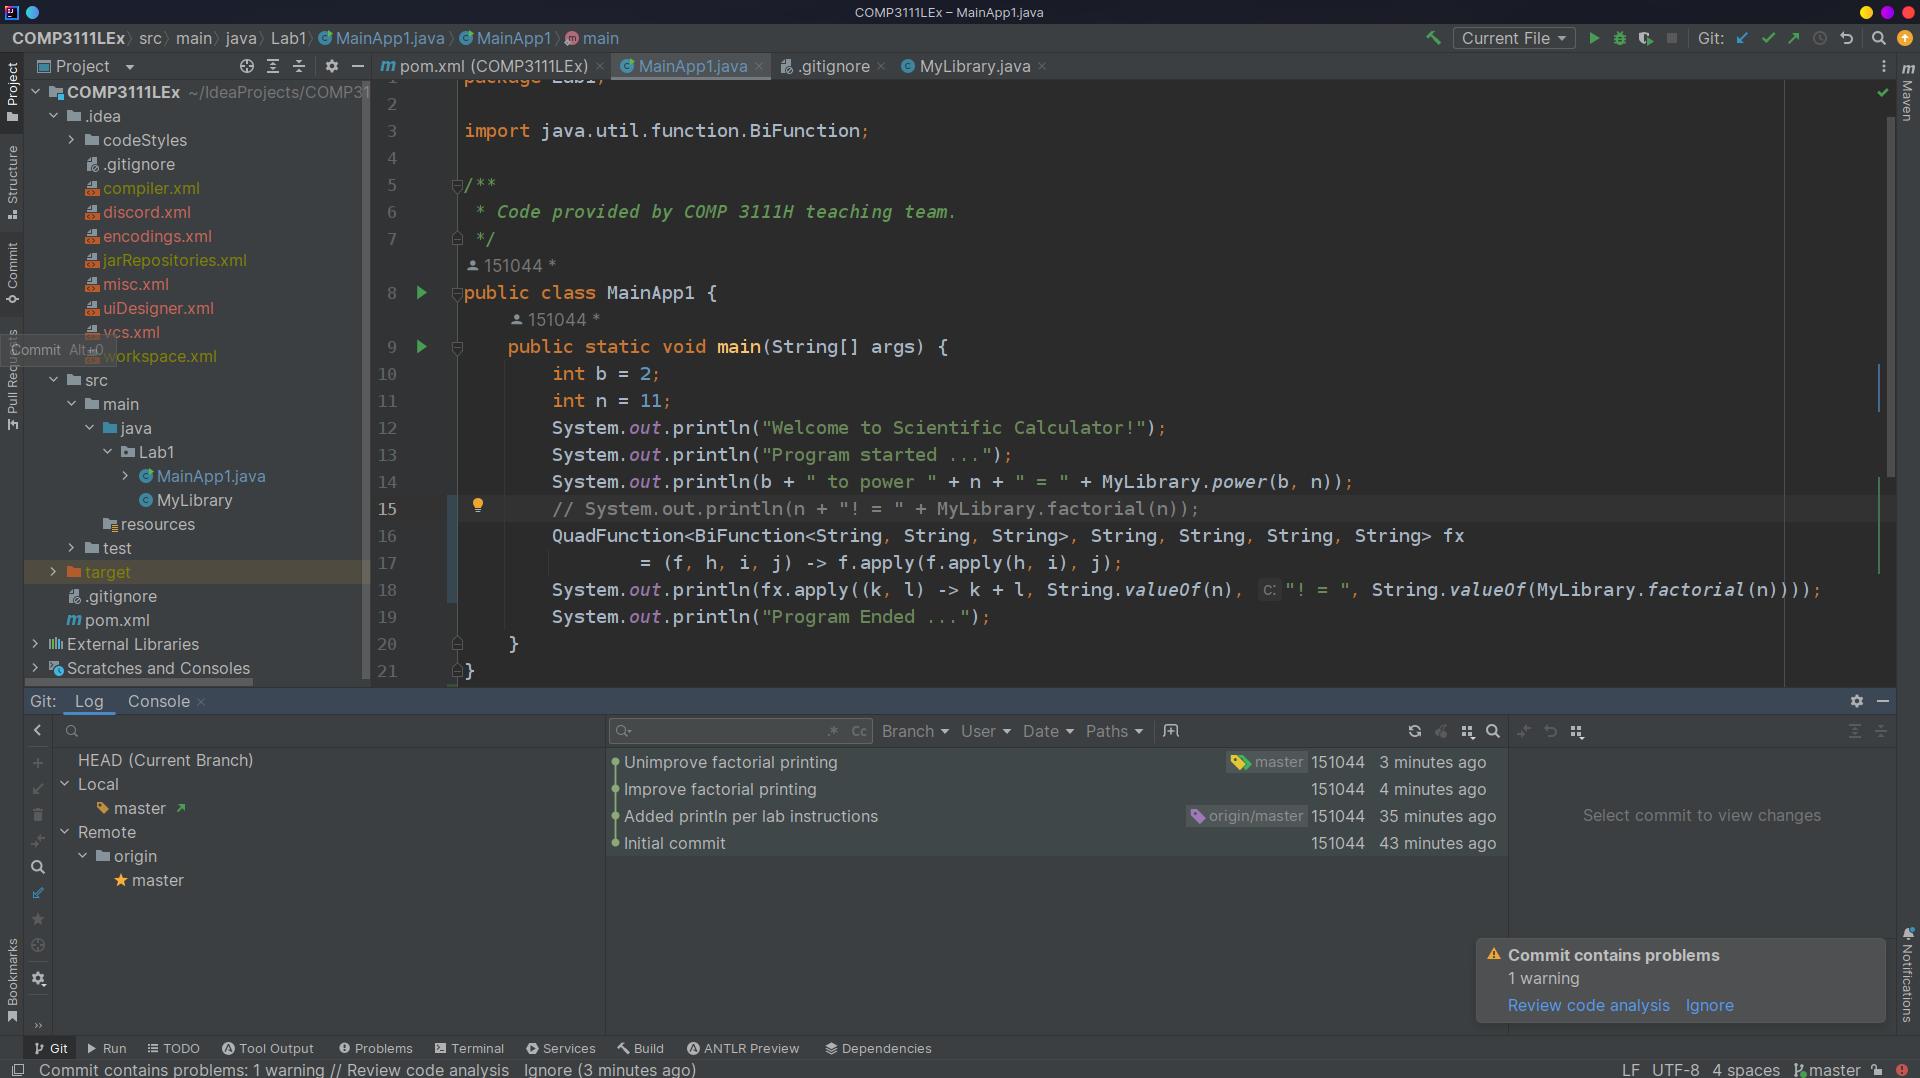 COMP3111LEx – MainApp1.java
COMP3111LEx src main java Lab1 MainApp1.java MainApp1 main
Current File
Git:
Project
pom.xml (COMP3111LEx)
MainApp1.java
.gitignore
MyLibrary.java
Project
Structure
Commit
Pull Requests
Bookmarks
Maven
Notifications
COMP3111LEx ~/IdeaProjects/COMP31
.idea
codeStyles
.gitignore
compiler.xml
discord.xml
encodings.xml
jarRepositories.xml
misc.xml
uiDesigner.xml
vcs.xml
workspace.xml
Commit Alt+0
src
main
java
Lab1
MainApp1.java
MyLibrary
resources
test
target
.gitignore
pom.xml
External Libraries
Scratches and Consoles
1 package Lab1;
2
3 import java.util.function.BiFunction;
4
5 /**
6 * Code provided by COMP 3111H teaching team.
7 */
151044 *
8 public class MainApp1 {
151044 *
9 public static void main(String[] args) {
10 int b = 2;
11 int n = 11;
12 System.out.println("Welcome to Scientific Calculator!");
13 System.out.println("Program started ...");
14 System.out.println(b + " to power " + n + " = " + MyLibrary.power(b, n));
15 // System.out.println(n + "! = " + MyLibrary.factorial(n));
16 QuadFunction<BiFunction<String, String, String>, String, String, String, String> fx
17 = (f, h, i, j) -> f.apply(f.apply(h, i), j);
18 System.out.println(fx.apply((k, l) -> k + l, String.valueOf(n), c: "! = ", String.valueOf(MyLibrary.factorial(n))));
19 System.out.println("Program Ended ...");
20 }
21 }
Git: Log Console
.* Cc Branch User Date Paths
HEAD (Current Branch)
Local
master
Remote
origin
master
Unimprove factorial printing master 151044 3 minutes ago
Improve factorial printing 151044 4 minutes ago
Added println per lab instructions origin/master 151044 35 minutes ago
Initial commit 151044 43 minutes ago
Select commit to view changes
Commit contains problems
1 warning
Review code analysis Ignore
Git Run TODO Tool Output Problems Terminal Services Build ANTLR Preview Dependencies
Commit contains problems: 1 warning // Review code analysis Ignore (3 minutes ago)
LF UTF-8 4 spaces master